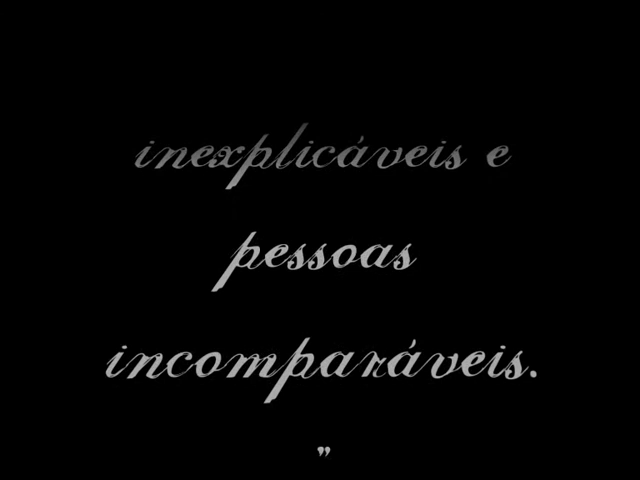 inexplicáveis e
pessoas
incomparáveis.
”